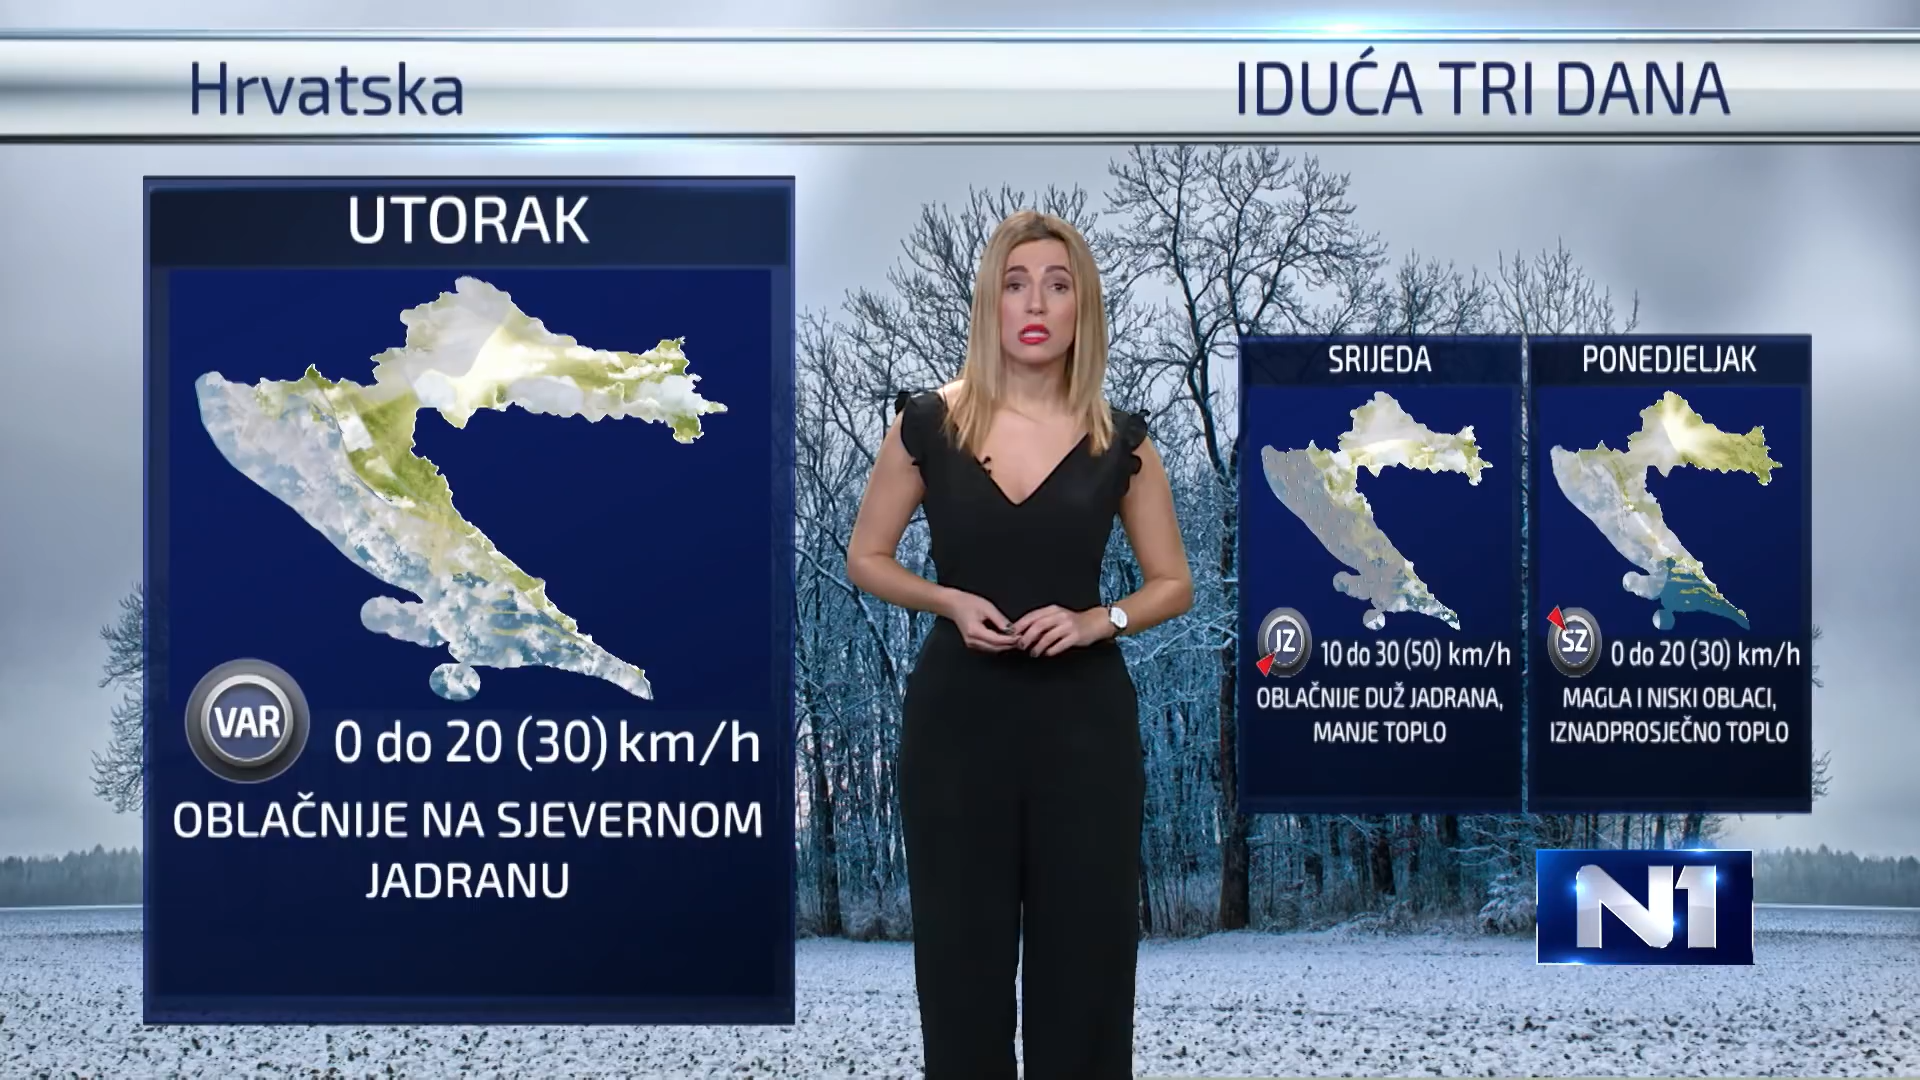 Hrvatska
IDUĆA TRI DANA
UTORAK
VAR
0 do 20 (30) km/h
OBLAČNIJE NA SJEVERNOM
JADRANU
SRIJEDA
JZ
10 do 30 (50) km/h
OBLAČNIJE DUŽ JADRANA,
MANJE TOPLO
PONEDJELJAK
SZ
0 do 20 (30) km/h
MAGLA I NISKI OBLACI,
IZNADPROSJEČNO TOPLO
N1